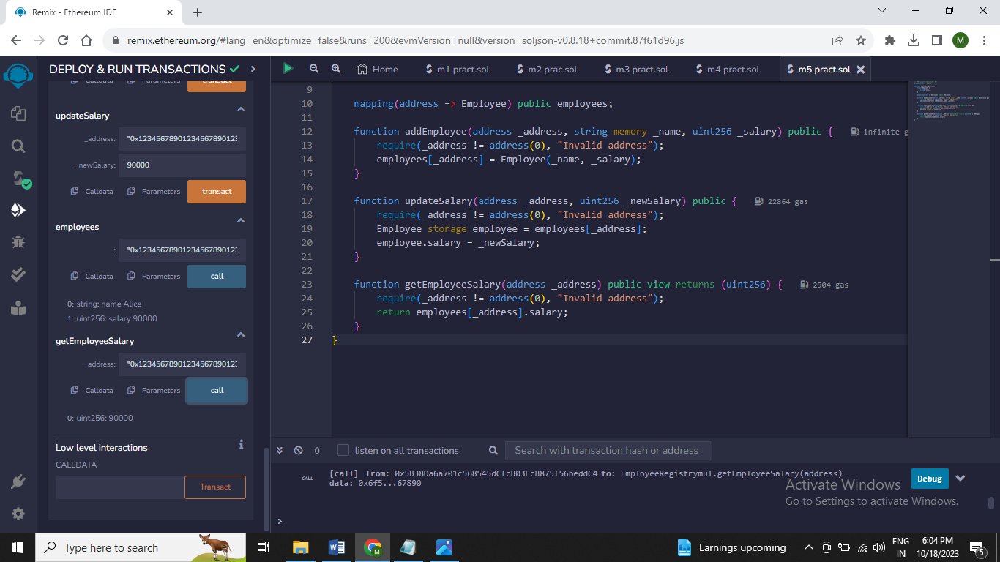 Remix - Ethereum IDE
remix.ethereum.org/#lang=en&optimize=false&runs=200&evmVersion=null&version=soljson-v0.8.18+commit.87f61d96.js
M
DEPLOY & RUN TRANSACTIONS
Calldata Parameters transact
updateSalary
_address: "0x12345678901234567890123
_newSalary: 90000
Calldata Parameters transact
employees
: "0x12345678901234567890123
Calldata Parameters call
0: string: name Alice
1: uint256: salary 90000
getEmployeeSalary
_address: "0x12345678901234567890123
Calldata Parameters call
0: uint256: 90000
Low level interactions
i
CALLDATA
Transact
Home m1 pract.sol m2 prac.sol m3 pract.sol m4 pract.sol m5 pract.sol
9
10 mapping(address => Employee) public employees;
11
12 function addEmployee(address _address, string memory _name, uint256 _salary) public { infinite g
13 require(_address != address(0), "Invalid address");
14 employees[_address] = Employee(_name, _salary);
15 }
16
17 function updateSalary(address _address, uint256 _newSalary) public { 22864 gas
18 require(_address != address(0), "Invalid address");
19 Employee storage employee = employees[_address];
20 employee.salary = _newSalary;
21 }
22
23 function getEmployeeSalary(address _address) public view returns (uint256) { 2904 gas
24 require(_address != address(0), "Invalid address");
25 return employees[_address].salary;
26 }
27 }
0 listen on all transactions Search with transaction hash or address
CALL [call] from: 0x5B38Da6a701c568545dCfcB03FcB875f56beddC4 to: EmployeeRegistrymul.getEmployeeSalary(address)
data: 0x6f5...67890
Debug
>
Activate Windows
Go to Settings to activate Windows.
Type here to search
Earnings upcoming
ENG
IN
6:04 PM
10/18/2023
5